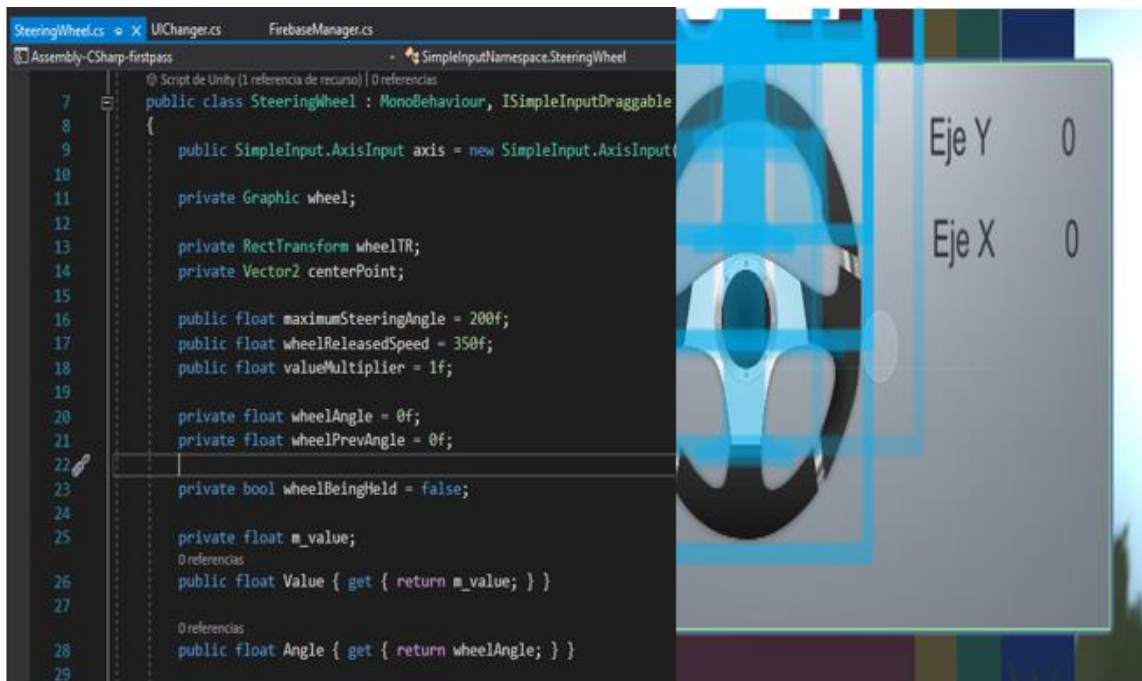 SteeringWheel.cs UIChanger.cs FirebaseManager.cs
Assembly-CSharp-firstpass SimpleInputNamespace.SteeringWheel
Script de Unity (1 referencia de recurso) | 0 referencias
7 public class SteeringWheel : MonoBehaviour, ISimpleInputDraggable
8 {
9 public SimpleInput.AxisInput axis = new SimpleInput.AxisInput(
10
11 private Graphic wheel;
12
13 private RectTransform wheelTR;
14 private Vector2 centerPoint;
15
16 public float maximumSteeringAngle = 200f;
17 public float wheelReleasedSpeed = 350f;
18 public float valueMultiplier = 1f;
19
20 private float wheelAngle = 0f;
21 private float wheelPrevAngle = 0f;
22
23 private bool wheelBeingHeld = false;
24
25 private float m_value;
0 referencias
26 public float Value { get { return m_value; } }
27
0 referencias
28 public float Angle { get { return wheelAngle; } }
29
Eje Y 0
Eje X 0